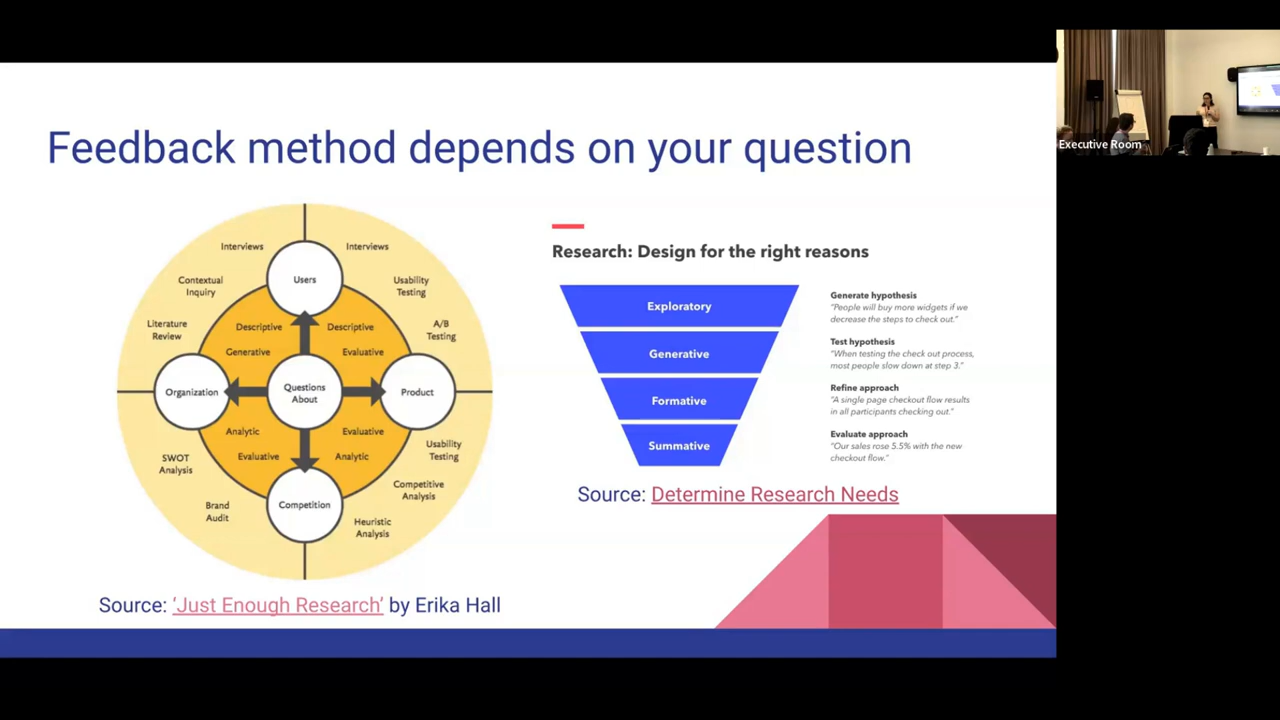 Feedback method depends on your question
Interviews
Interviews
Users
Contextual
Inquiry
Usability
Testing
Literature
Review
Descriptive
Descriptive
A/B
Testing
Generative
Evaluative
Organization
Questions
About
Product
Analytic
Evaluative
SWOT
Analysis
Evaluative
Analytic
Usability
Testing
Brand
Audit
Competition
Competitive
Analysis
Heuristic
Analysis
Source: ‘Just Enough Research’ by Erika Hall
Research: Design for the right reasons
Exploratory
Generative
Formative
Summative
Generate hypothesis
"People will buy more widgets if we
decrease the steps to check out."
Test hypothesis
"When testing the check out process,
most people slow down at step 3."
Refine approach
"A single page checkout flow results
in all participants checking out."
Evaluate approach
"Our sales rose 5.5% with the new
checkout flow."
Source: Determine Research Needs
Executive Room